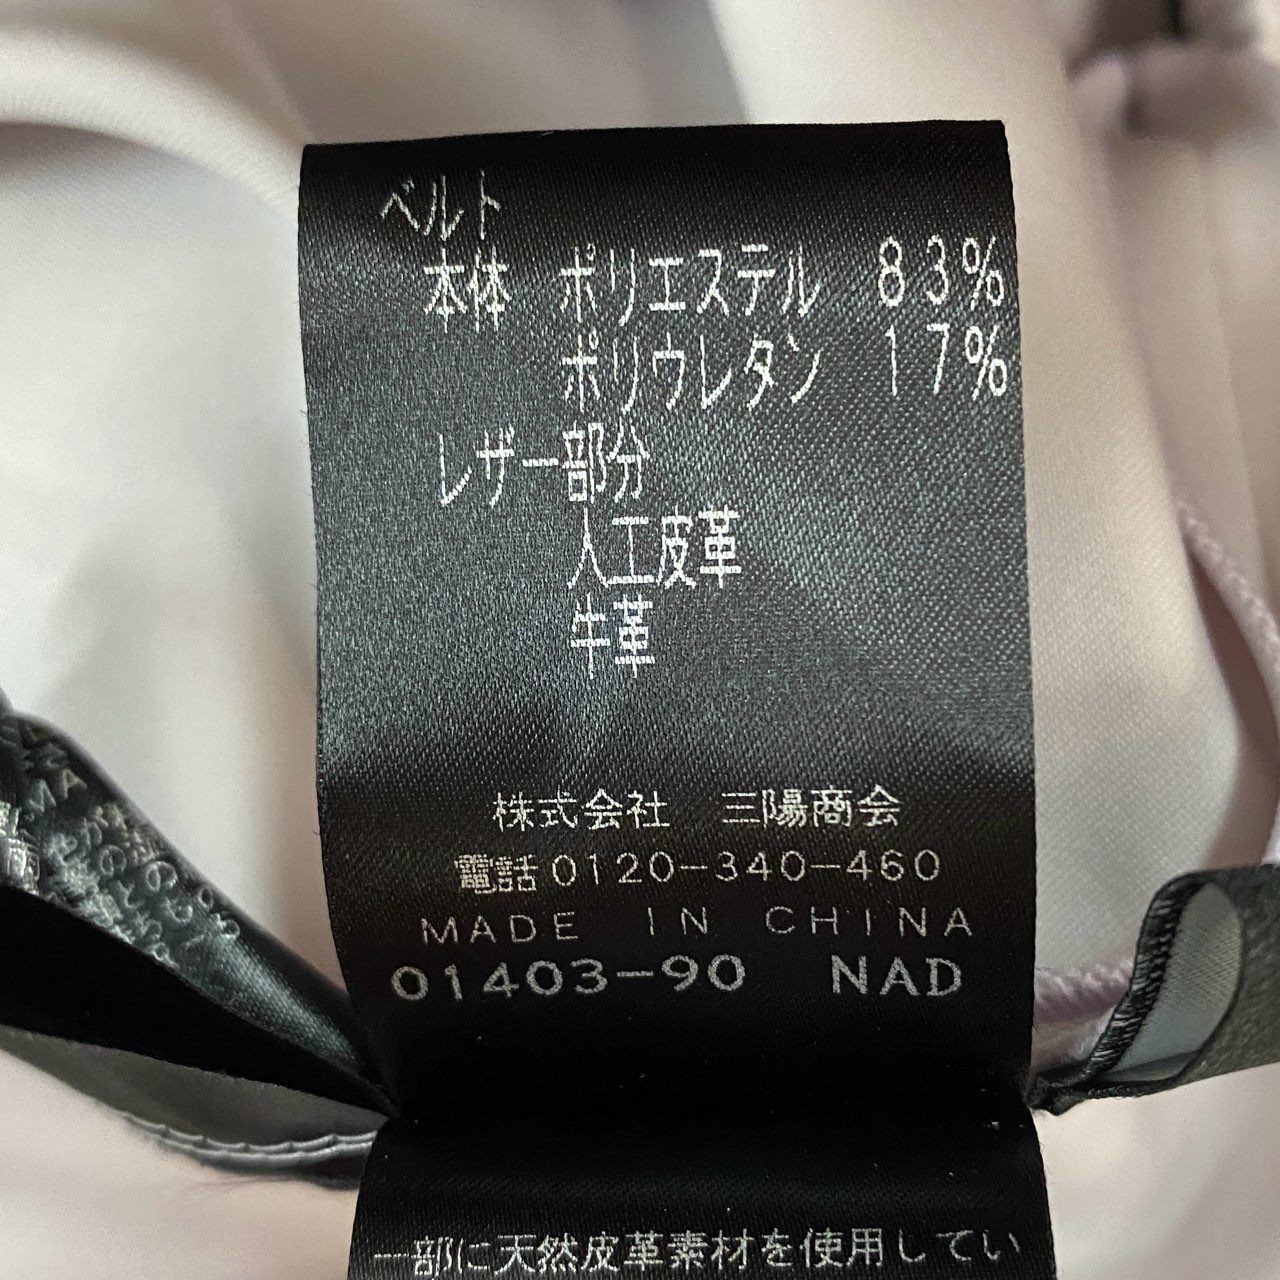 ベルト
本体 ポリエステル 83%
ポリウレタン 17%
レザー部分
人工皮革
牛革
株式会社 三陽商会
電話0120-340-460
MADE IN CHINA
01403-90 NAD
一部に天然皮革素材を使用してい